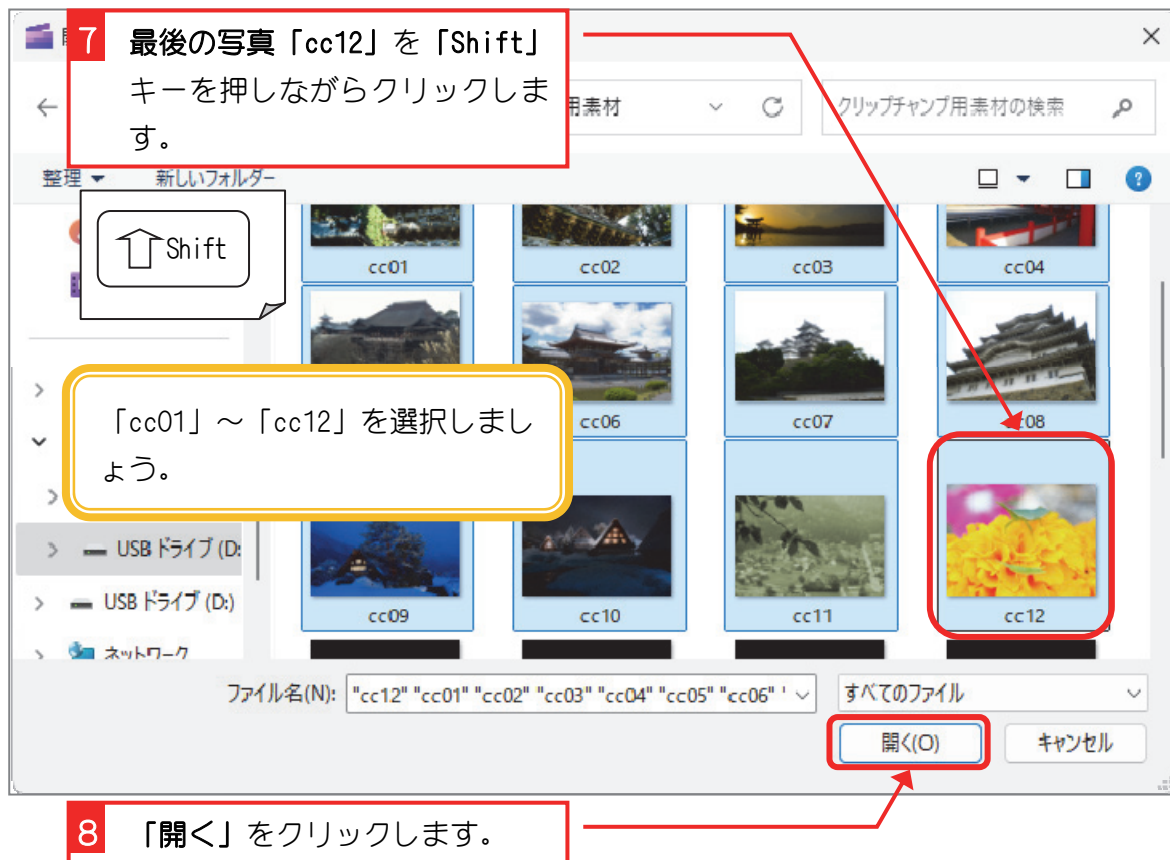 7 最後の写真「cc12」を「Shift」
キーを押しながらクリックしま
す。
用素材
クリップチャンプ用素材の検索
整理
新しいフォルダー
Shift
cc01
cc02
cc03
cc04
cc06
cc07
cc08
「cc01」～「cc12」を選択しまし
ょう。
cc09
cc10
cc11
cc12
USB ドライブ (D:
USB ドライブ (D:)
ネットワーク
ファイル名(N):
"cc12" "cc01" "cc02" "cc03" "cc04" "cc05" "cc06" '
すべてのファイル
開く(O)
キャンセル
8 「開く」をクリックします。